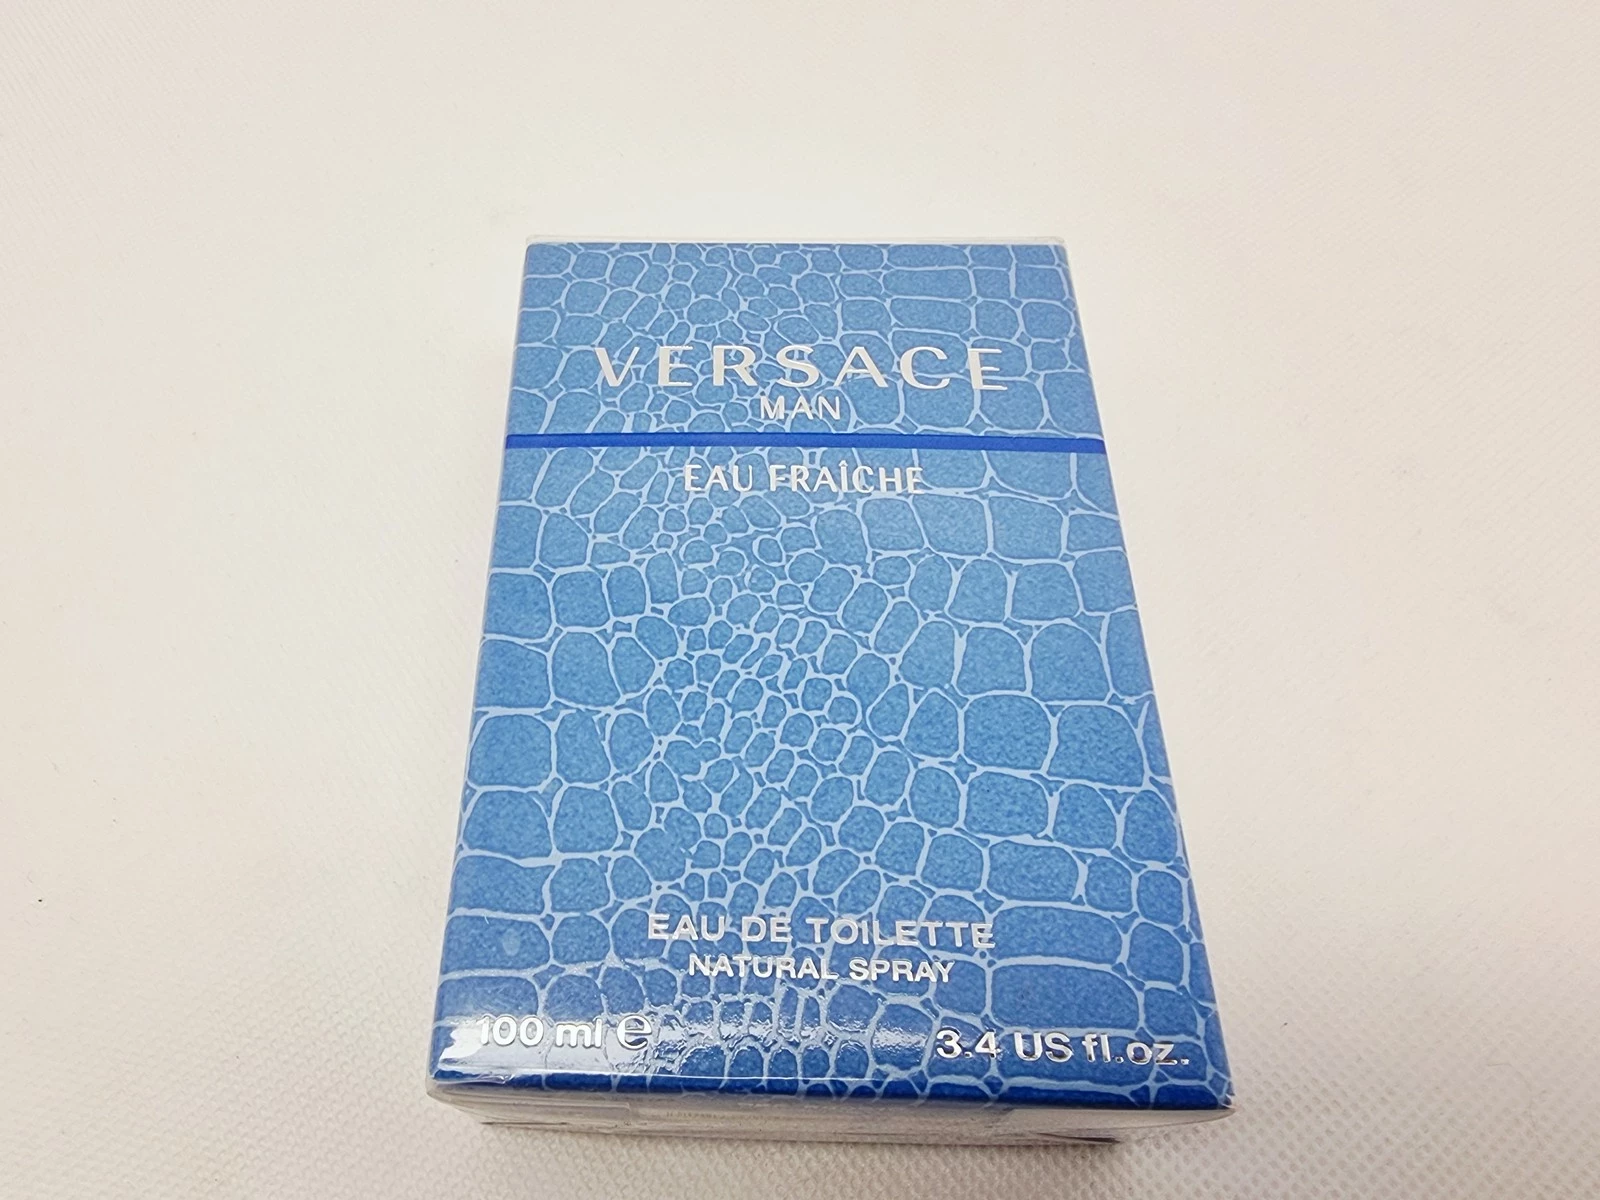 VERSACE
MAN
EAU FRAÎCHE
EAU DE TOILETTE
NATURAL SPRAY
100 ml ℮
3.4 US fl.oz.